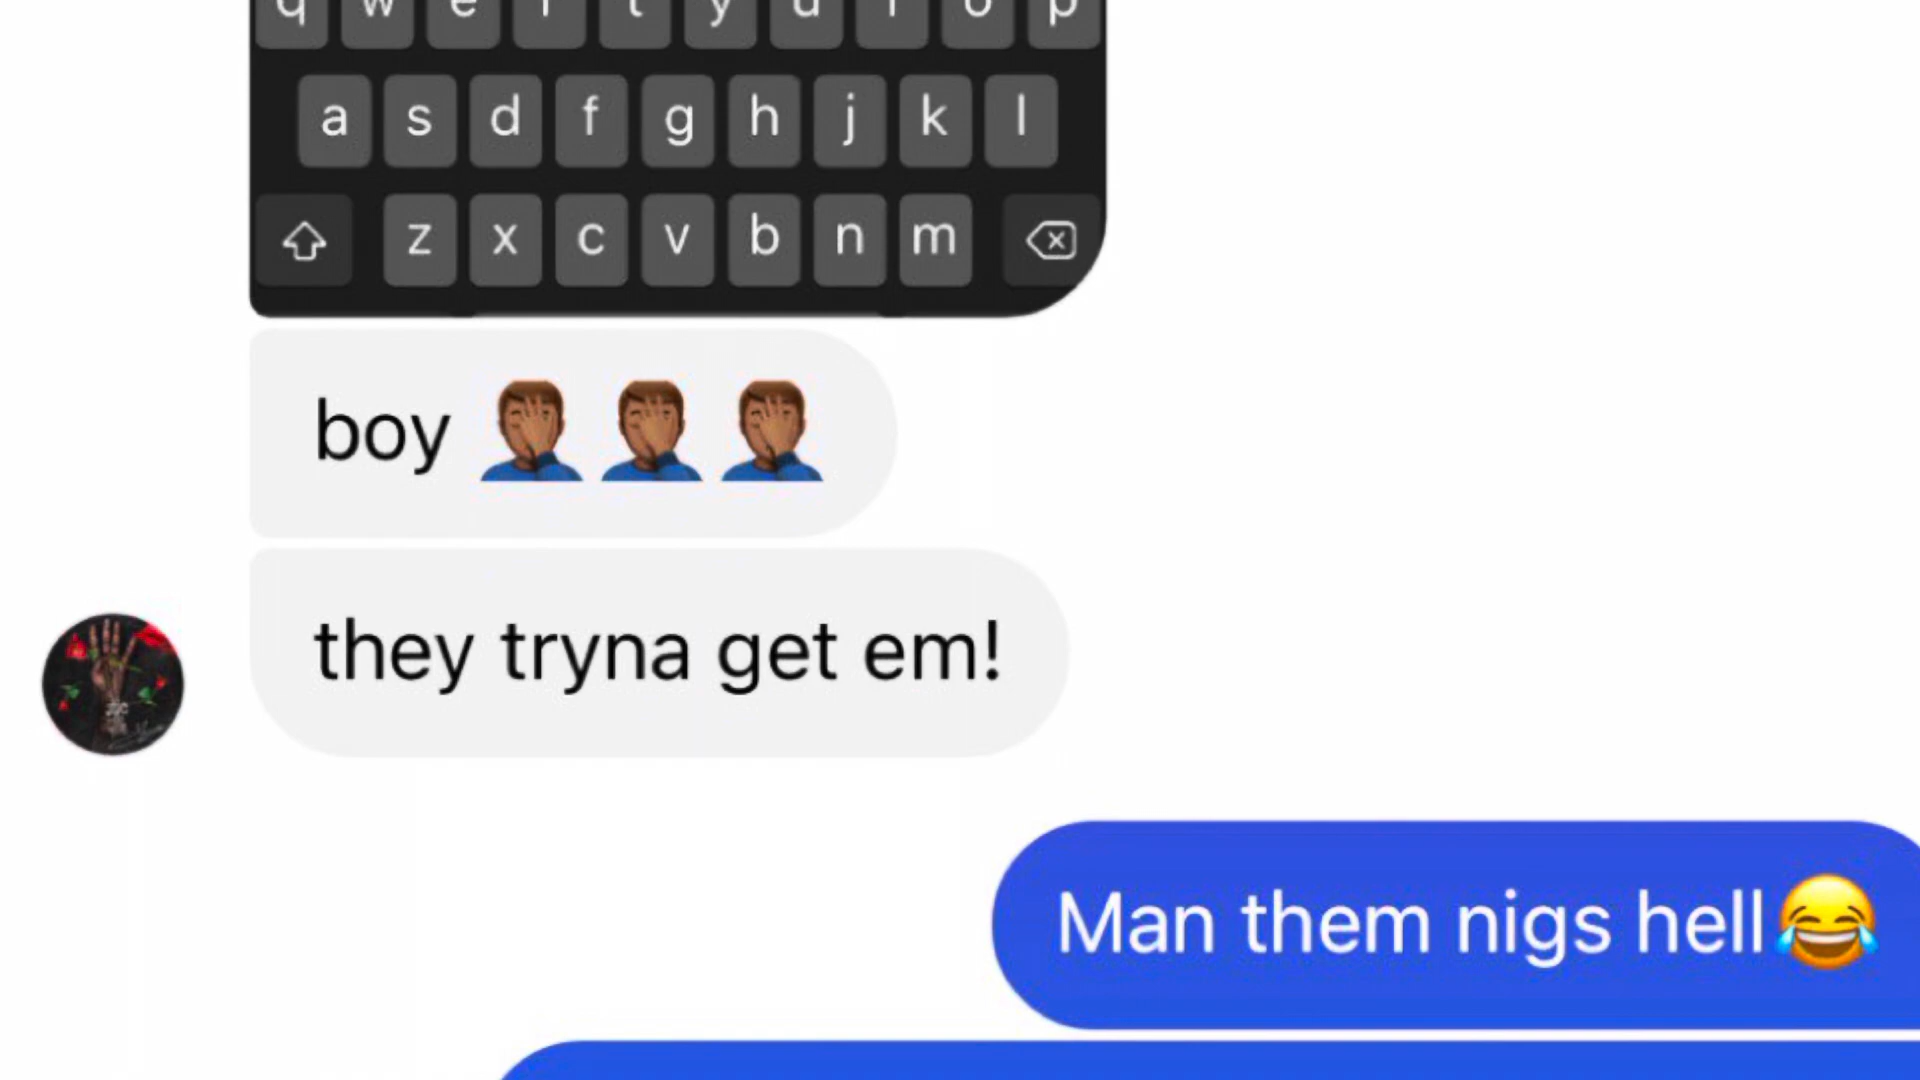 q w e r t y u i o p
a s d f g h j k l
z x c v b n m
boy 🤦🏾‍♂️🤦🏾‍♂️🤦🏾‍♂️
they tryna get em!
Man them nigs hell😂